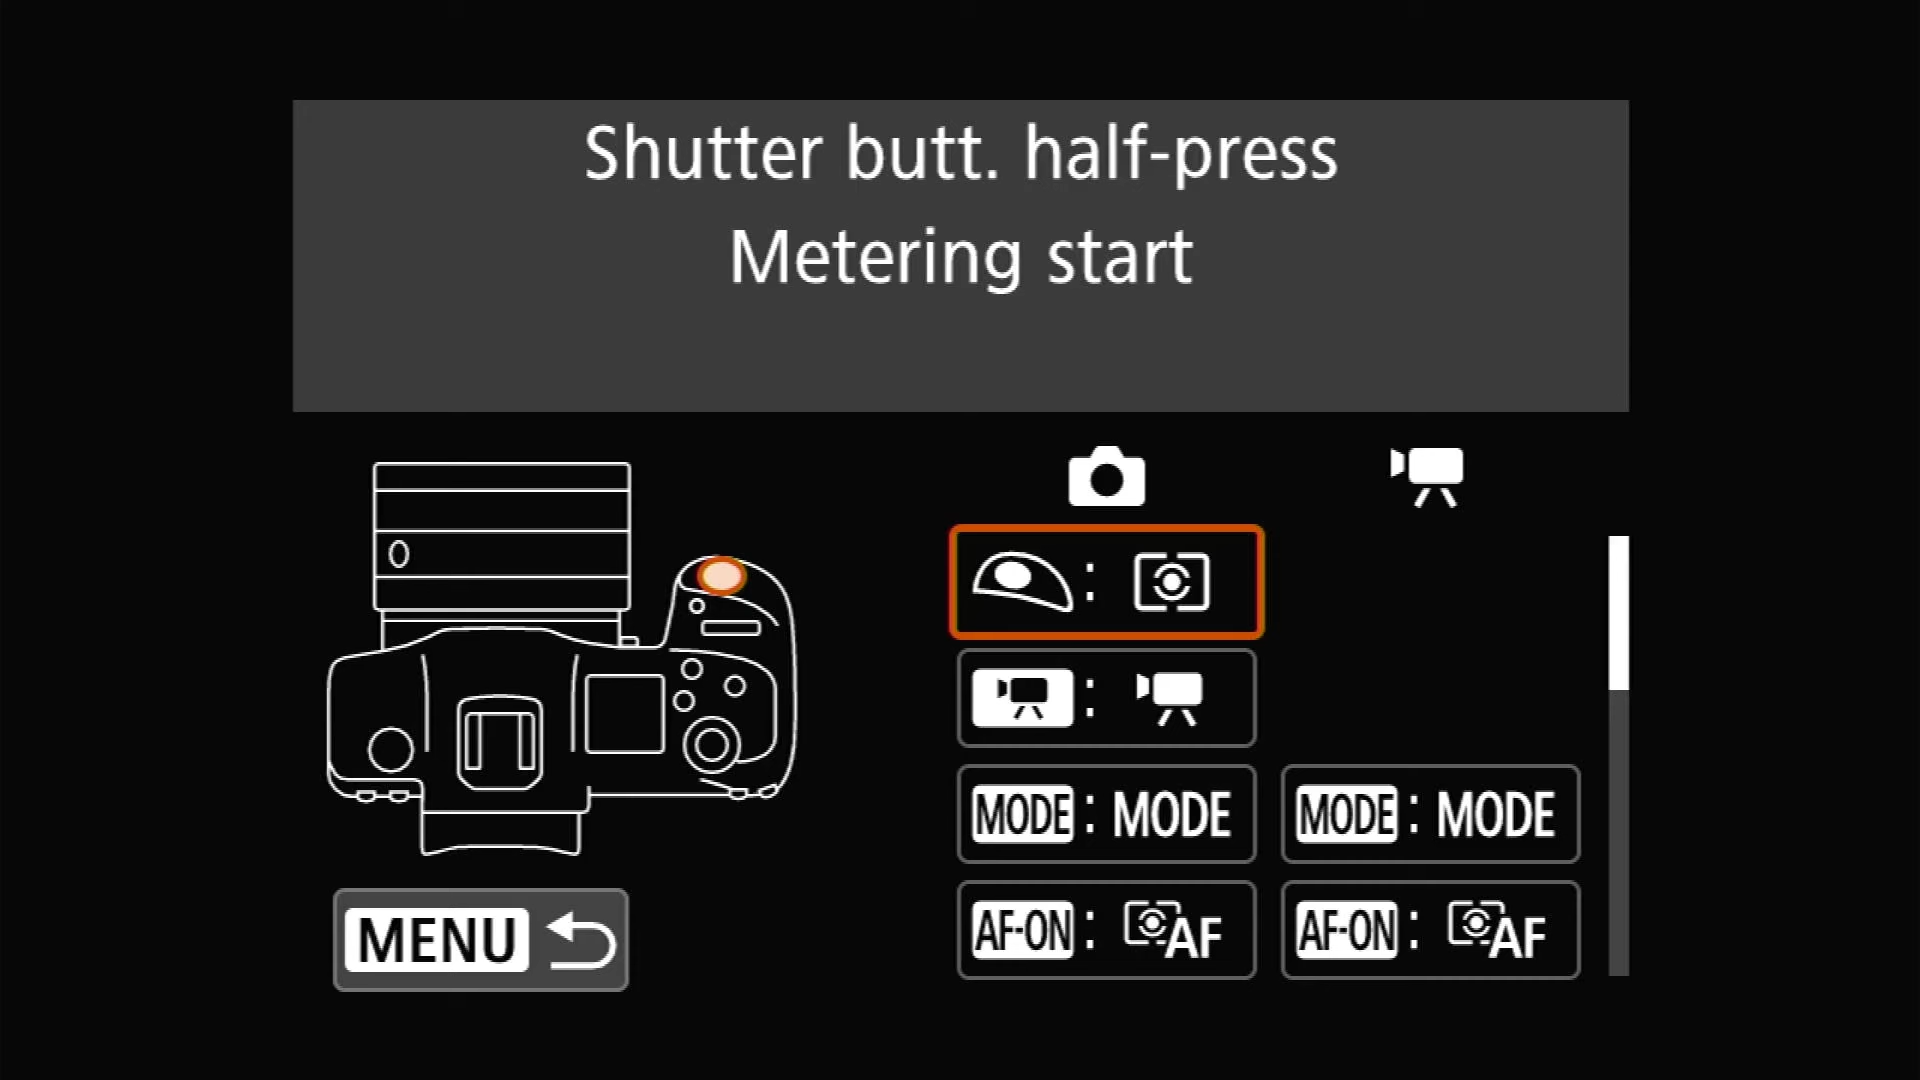 Shutter butt. half-press
Metering start
:
:
MODE : MODE MODE : MODE
AF-ON : AF AF-ON : AF
MENU